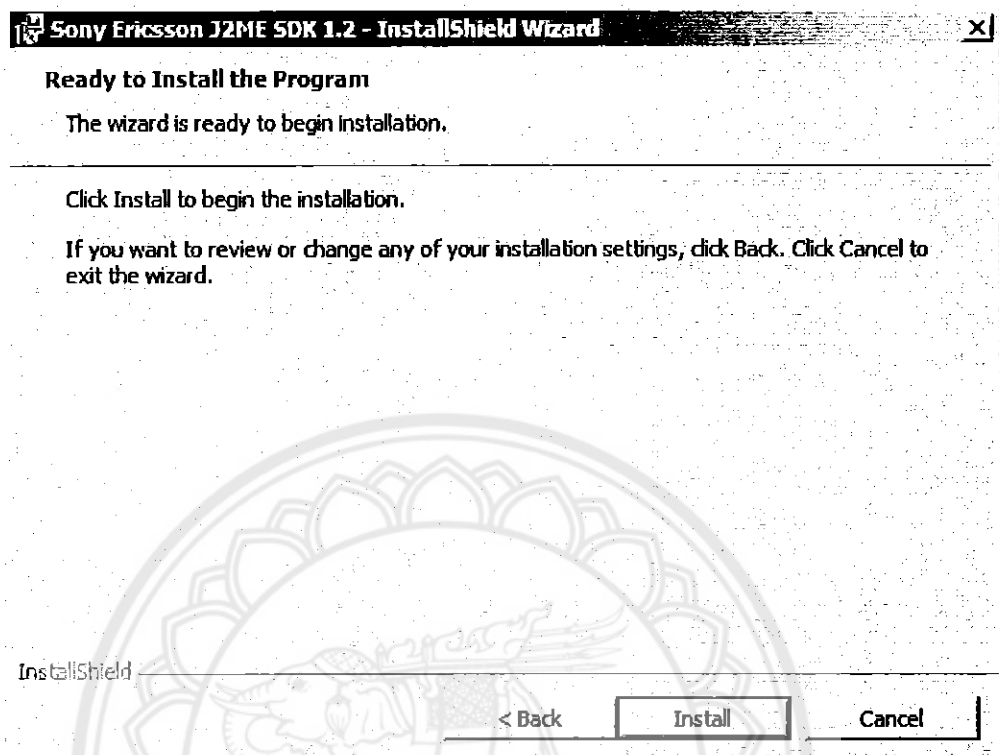 Sony Ericsson J2ME SDK 1.2 - InstallShield Wizard
Ready to Install the Program
The wizard is ready to begin installation.
Click Install to begin the installation.
If you want to review or change any of your installation settings, click Back. Click Cancel to
exit the wizard.
InstallShield
< Back Install Cancel